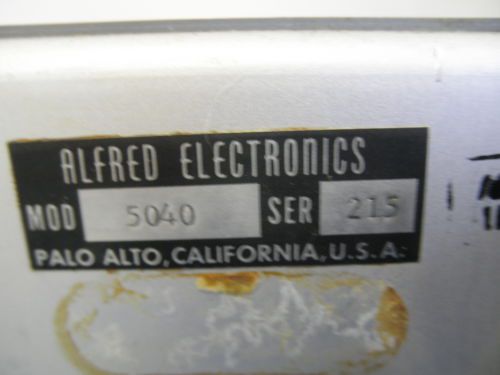 ALFRED ELECTRONICS
MOD 5040 SER 215
PALO ALTO, CALIFORNIA, U.S.A.